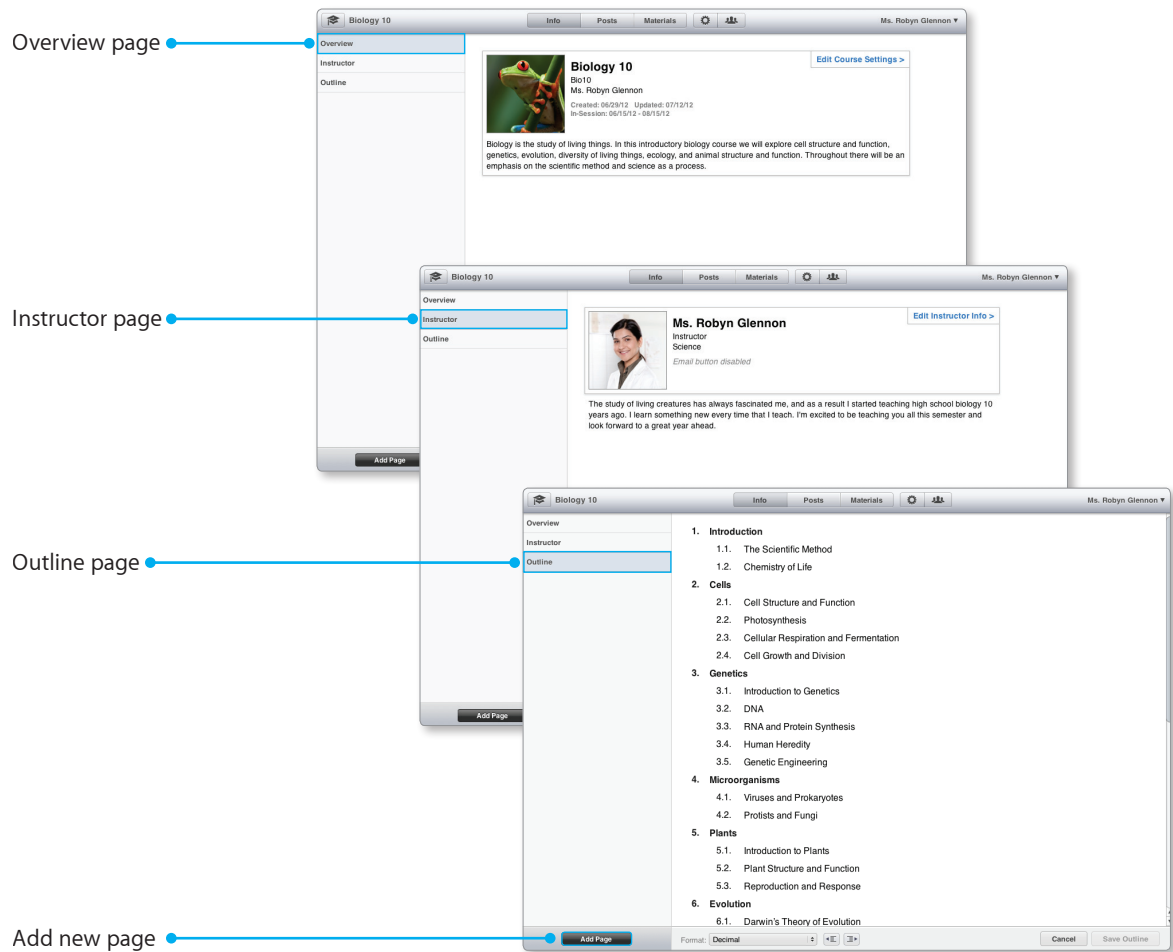 Overview page
Biology 10
Info Posts Materials
Ms. Robyn Glennon ▼
Overview
Instructor
Outline
Edit Course Settings >
Biology 10
Bio10
Ms. Robyn Glennon
Created: 06/29/12 Updated: 07/12/12
In-Session: 06/15/12 - 08/15/12
Biology is the study of living things. In this introductory biology course we will explore cell structure and function,
genetics, evolution, diversity of living things, ecology, and animal structure and function. Throughout there will be an
emphasis on the scientific method and science as a process.
Add Page
Instructor page
Biology 10
Info Posts Materials
Ms. Robyn Glennon ▼
Overview
Instructor
Outline
Edit Instructor Info >
Ms. Robyn Glennon
Instructor
Science
Email button disabled
The study of living creatures has always fascinated me, and as a result I started teaching high school biology 10
years ago. I learn something new every time that I teach. I'm excited to be teaching you all this semester and
look forward to a great year ahead.
Add Page
Outline page
Biology 10
Info Posts Materials
Ms. Robyn Glennon ▼
Overview
Instructor
Outline
1. Introduction
1.1. The Scientific Method
1.2. Chemistry of Life
2. Cells
2.1. Cell Structure and Function
2.2. Photosynthesis
2.3. Cellular Respiration and Fermentation
2.4. Cell Growth and Division
3. Genetics
3.1. Introduction to Genetics
3.2. DNA
3.3. RNA and Protein Synthesis
3.4. Human Heredity
3.5. Genetic Engineering
4. Microorganisms
4.1. Viruses and Prokaryotes
4.2. Protists and Fungi
5. Plants
5.1. Introduction to Plants
5.2. Plant Structure and Function
5.3. Reproduction and Response
6. Evolution
6.1. Darwin's Theory of Evolution
Add new page
Add Page
Format: Decimal
Cancel Save Outline